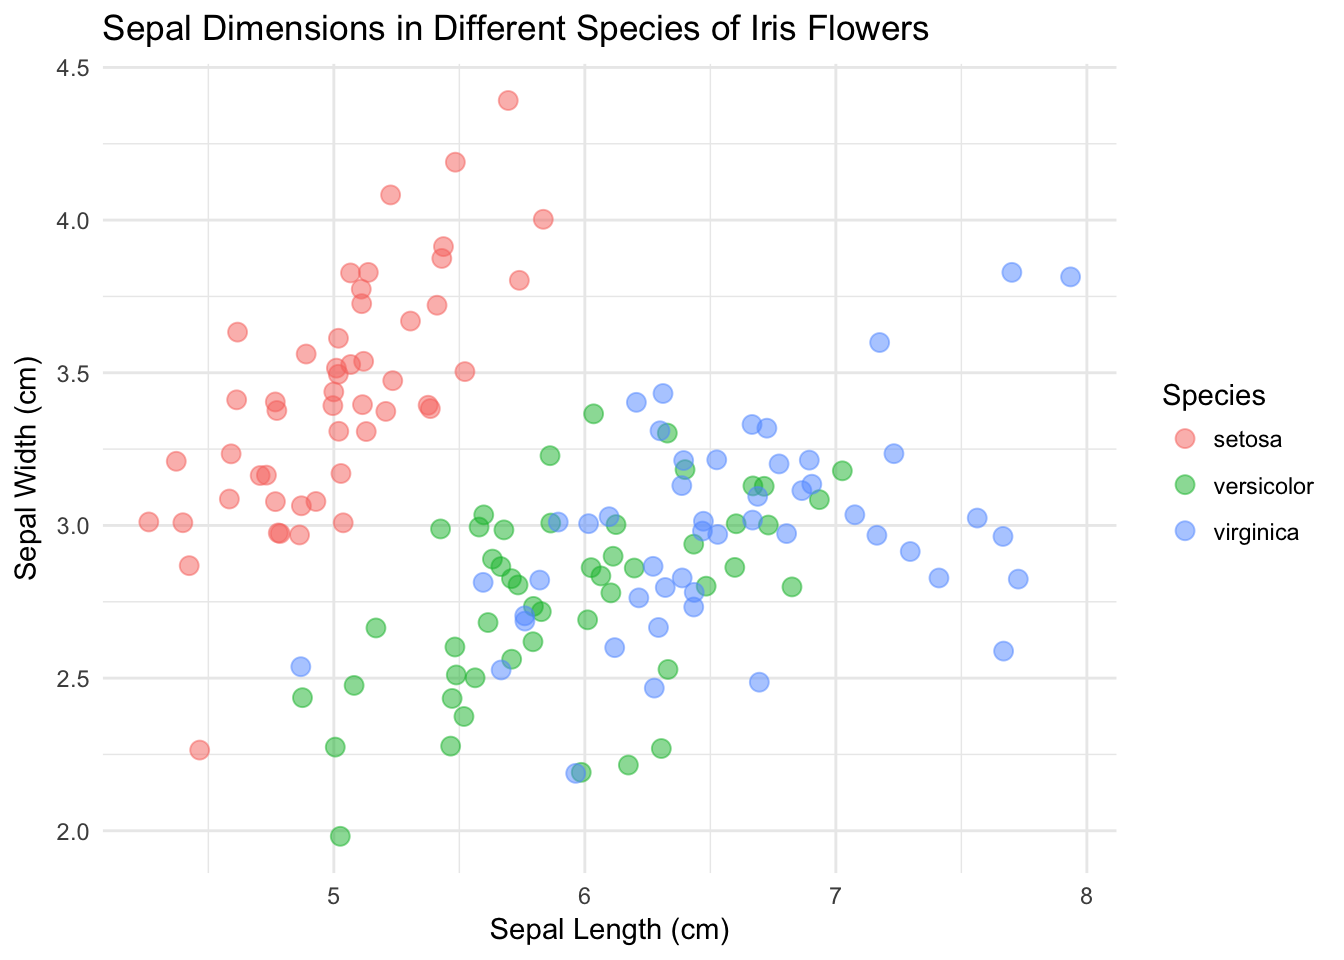 Sepal Dimensions in Different Species of Iris Flowers
4.5
4.0
3.5
3.0
2.5
2.0
Sepal Width (cm)
5 6 7 8
Sepal Length (cm)
Species
setosa
versicolor
virginica